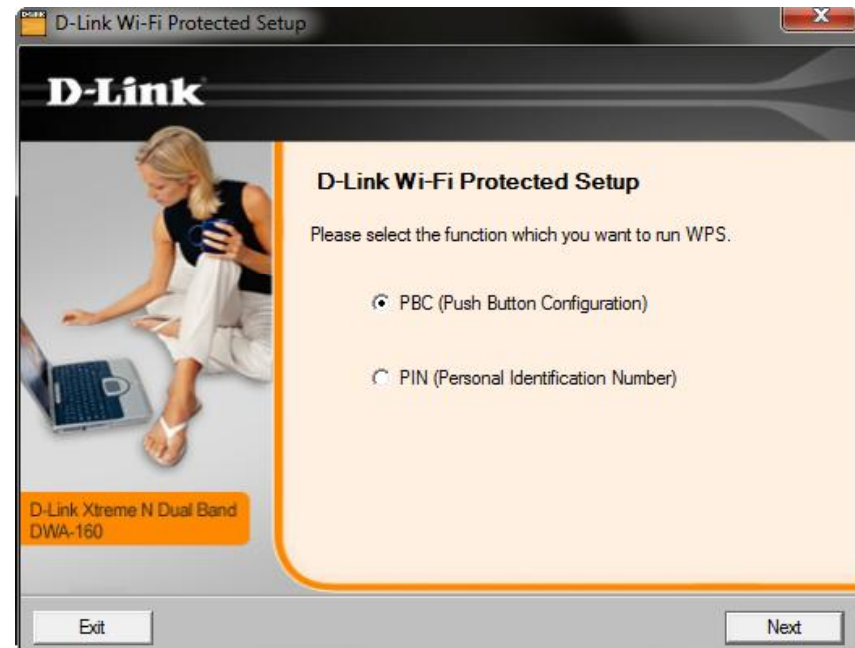 D-Link Wi-Fi Protected Setup
D-Link
D-Link Wi-Fi Protected Setup
Please select the function which you want to run WPS.
PBC (Push Button Configuration)
PIN (Personal Identification Number)
D-Link Xtreme N Dual Band
DWA-160
Exit
Next